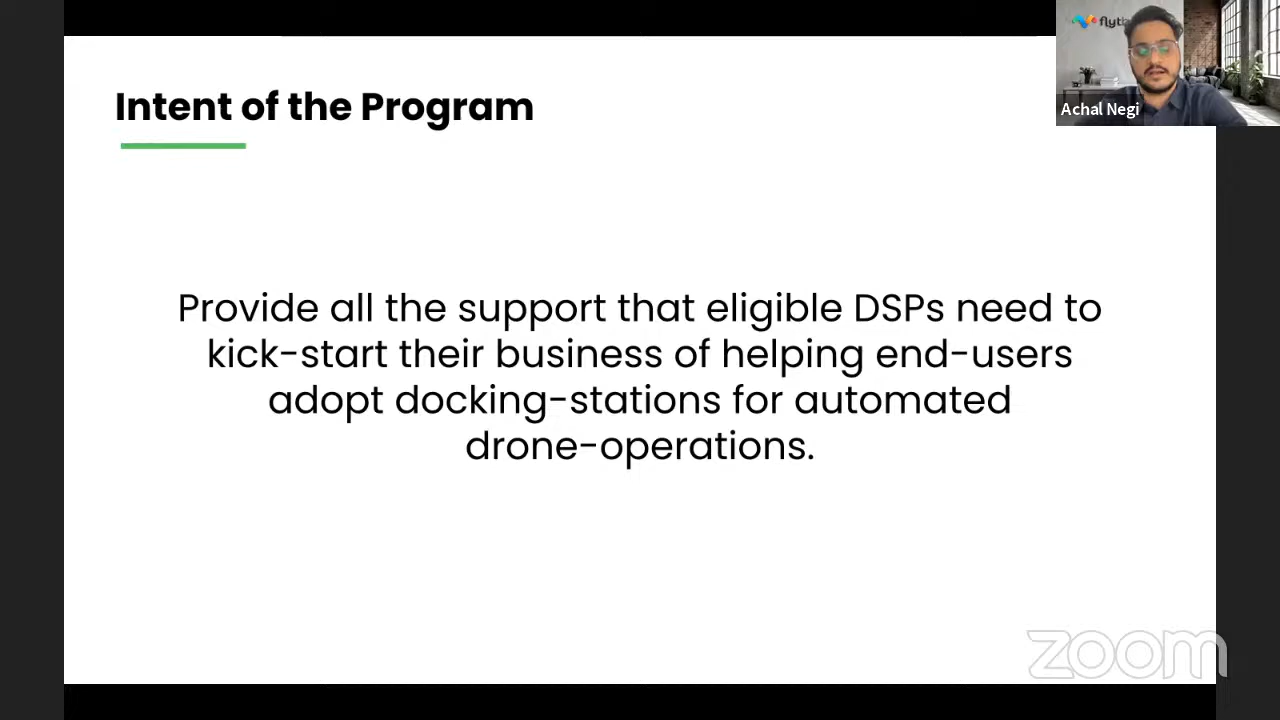 Intent of the Program
Achal Negi
Provide all the support that eligible DSPs need to
kick-start their business of helping end-users
adopt docking-stations for automated
drone-operations.
zoom